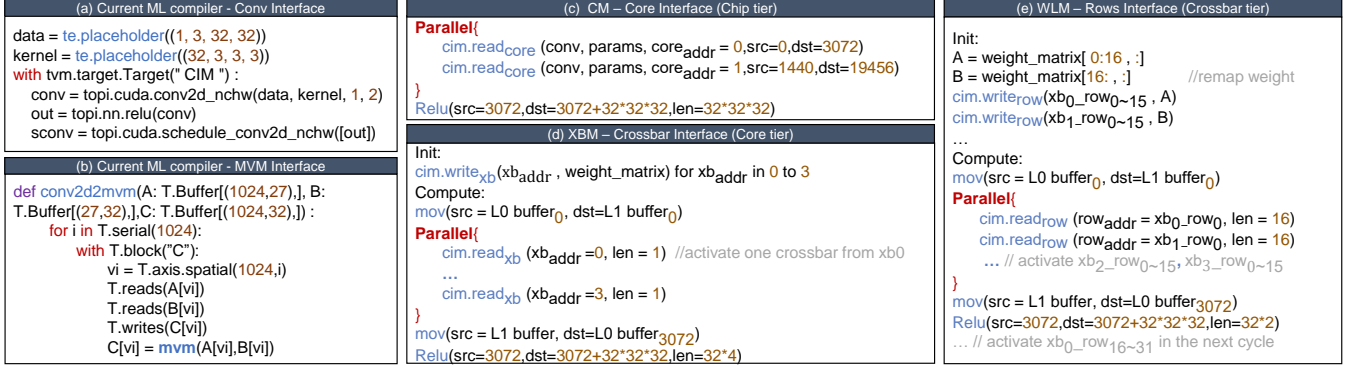 (a) Current ML compiler - Conv Interface
data = te.placeholder((1, 3, 32, 32))
kernel = te.placeholder((32, 3, 3, 3))
with tvm.target.Target(" CIM ") :
conv = topi.cuda.conv2d_nchw(data, kernel, 1, 2)
out = topi.nn.relu(conv)
sconv = topi.cuda.schedule_conv2d_nchw([out])
(b) Current ML compiler - MVM Interface
def conv2d2mvm(A: T.Buffer[(1024,27),], B:
T.Buffer[(27,32),],C: T.Buffer[(1024,32),]) :
for i in T.serial(1024):
with T.block("C"):
vi = T.axis.spatial(1024,i)
T.reads(A[vi])
T.reads(B[vi])
T.writes(C[vi])
C[vi] = mvm(A[vi],B[vi])
(c) CM – Core Interface (Chip tier)
Parallel{
cim.read_core (conv, params, core_addr = 0,src=0,dst=3072)
cim.read_core (conv, params, core_addr = 1,src=1440,dst=19456)
}
Relu(src=3072,dst=3072+32*32*32,len=32*32*32)
(d) XBM – Crossbar Interface (Core tier)
Init:
cim.write_xb(xb_addr , weight_matrix) for xb_addr in 0 to 3
Compute:
mov(src = L0 buffer_0, dst=L1 buffer_0)
Parallel{
cim.read_xb (xb_addr =0, len = 1) //activate one crossbar from xb0
...
cim.read_xb (xb_addr =3, len = 1)
}
mov(src = L1 buffer, dst=L0 buffer_3072)
Relu(src=3072,dst=3072+32*32*32,len=32*4)
(e) WLM – Rows Interface (Crossbar tier)
Init:
A = weight_matrix[ 0:16 , :]
B = weight_matrix[16: , :] //remap weight
cim.write_row(xb_0_row_0~15 , A)
cim.write_row(xb_1_row_0~15 , B)
...
Compute:
mov(src = L0 buffer_0, dst=L1 buffer_0)
Parallel{
cim.read_row (row_addr = xb_0_row_0, len = 16)
cim.read_row (row_addr = xb_1_row_0, len = 16)
... // activate xb_2_row_0~15, xb_3_row_0~15
}
mov(src = L1 buffer, dst=L0 buffer_3072)
Relu(src=3072,dst=3072+32*32*32,len=32*2)
... // activate xb_0_row_16~31 in the next cycle